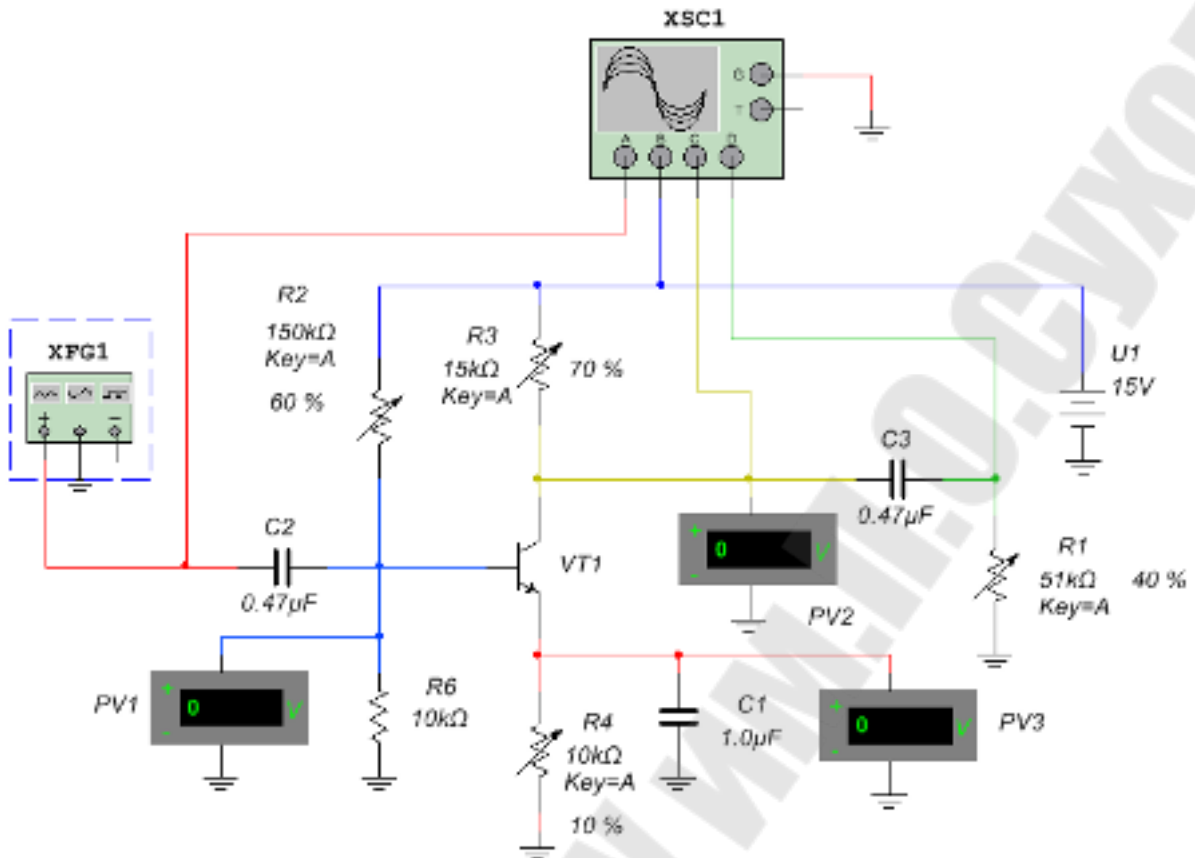 XSC1
G
T
A B C D
R2
150kΩ
Key=A
60 %
R3
15kΩ
Key=A
70 %
XFG1
+
−
U1
15V
C3
0.47µF
C2
0.47µF
VT1
+
0
V
-
PV2
R1
51kΩ
Key=A
40 %
PV1
+
0
V
-
R6
10kΩ
R4
10kΩ
Key=A
10 %
C1
1.0µF
+
0
V
-
PV3
им.П.О.Сухо